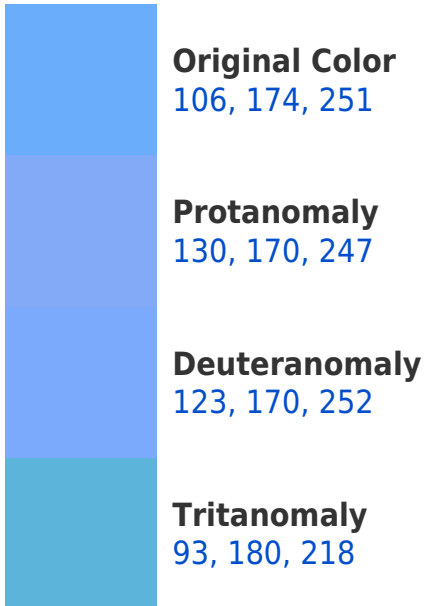 Original Color
106, 174, 251
Protanomaly
130, 170, 247
Deuteranomaly
123, 170, 252
Tritanomaly
93, 180, 218